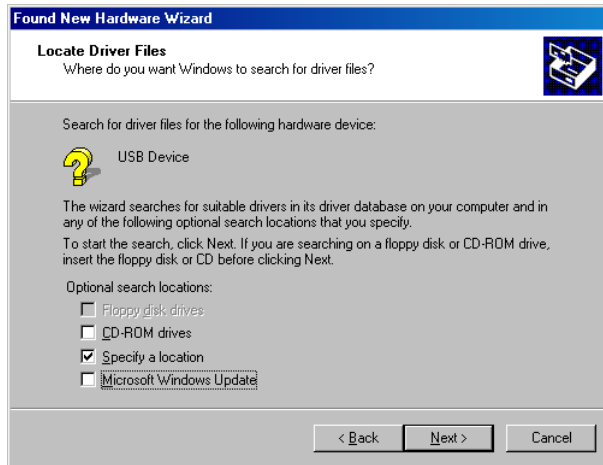 Found New Hardware Wizard
Locate Driver Files
Where do you want Windows to search for driver files?
Search for driver files for the following hardware device:
USB Device
The wizard searches for suitable drivers in its driver database on your computer and in
any of the following optional search locations that you specify.
To start the search, click Next. If you are searching on a floppy disk or CD-ROM drive,
insert the floppy disk or CD before clicking Next.
Optional search locations:
Floppy disk drives
CD-ROM drives
Specify a location
Microsoft Windows Update
< Back Next > Cancel